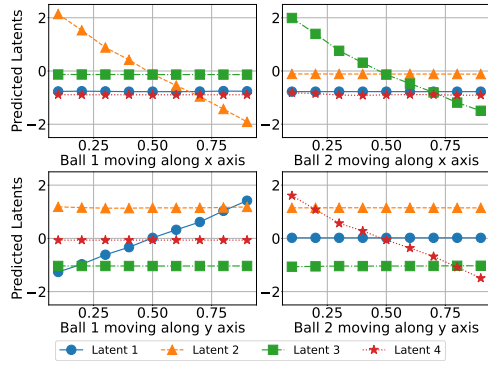 Predicted Latents
2
0
−2
0.25 0.50 0.75
Ball 1 moving along x axis
2
0
−2
0.25 0.50 0.75
Ball 2 moving along x axis
Predicted Latents
2
0
−2
0.25 0.50 0.75
Ball 1 moving along y axis
2
0
−2
0.25 0.50 0.75
Ball 2 moving along y axis
Latent 1 Latent 2 Latent 3 Latent 4